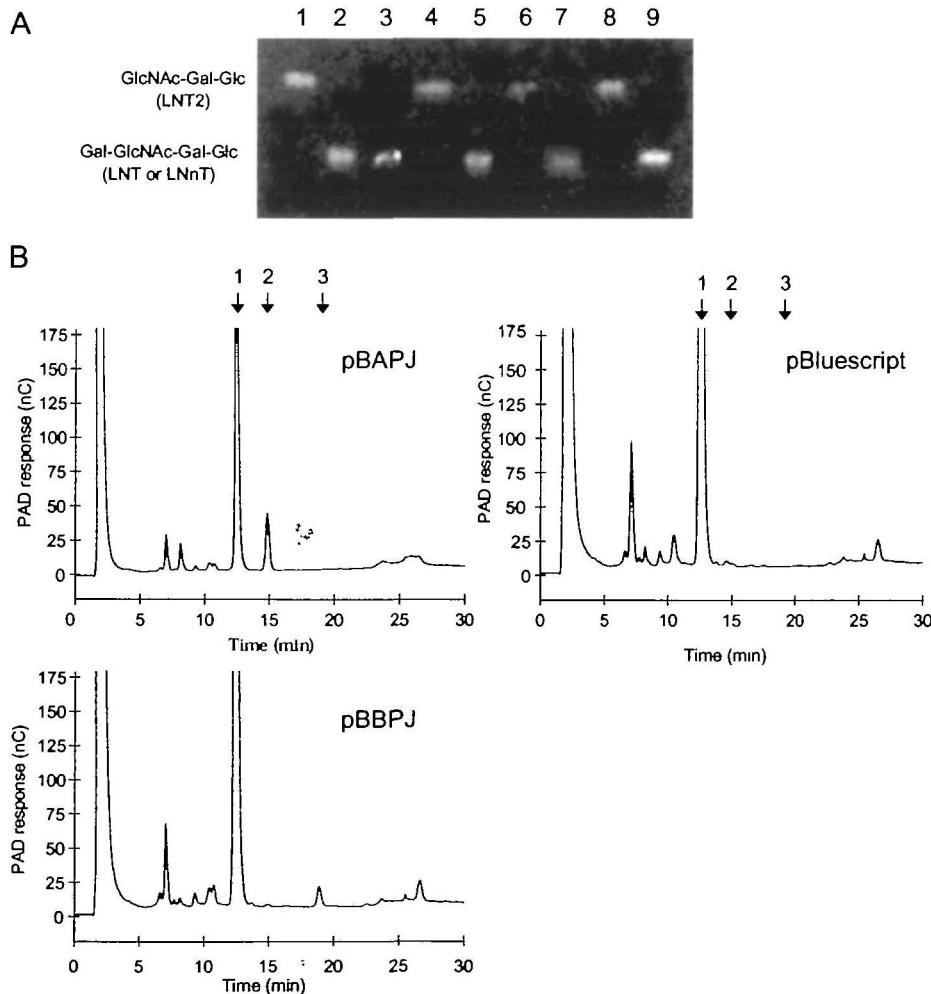 A
1 2 3 4 5 6 7 8 9
GlcNAc-Gal-Glc
(LNT2)
Gal-GlcNAc-Gal-Glc
(LNT or LNnT)
B
1 2 3
pBAPJ
PAD response (nC)
175
150
125
100
75
50
25
0
0 5 10 15 20 25 30
Time (min)
1 2 3
pBluescript
PAD response (nC)
175
150
125
100
75
50
25
0
0 5 10 15 20 25 30
Time (min)
pBBPJ
PAD response (nC)
175
150
125
100
75
50
25
0
0 5 10 15 20 25 30
Time (min)